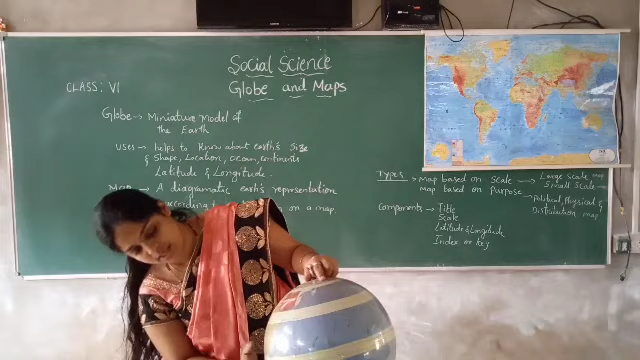 Social Science
Globe and Maps
CLASS: VI
Globe → Miniature Model of
the Earth
Uses → helps to know about earth's size
& Shape, Location, Ocean, continents
Latitude & Longitude.
Map → A diagrammatic earth's representation
according on a map.
Types → Map based on Scale → Large Scale map
Small Scale
Map based on Purpose → Political, Physical &
Distribution map
Components → Title
Scale
Latitude & Longitude
Index or Key